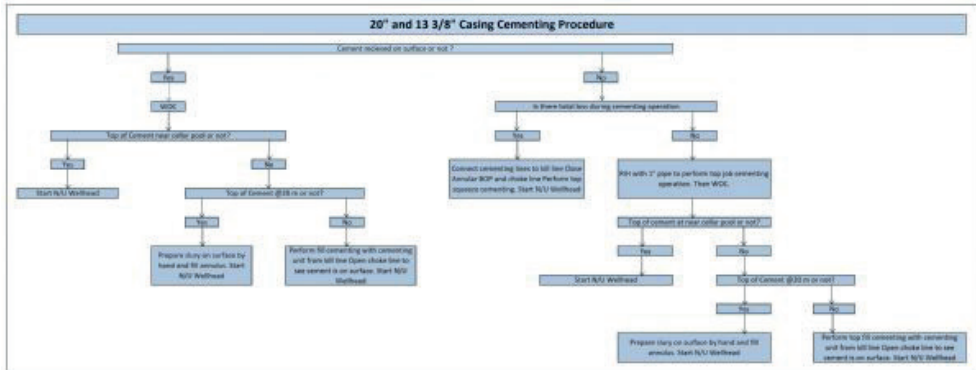 20" and 13 3/8" Casing Cementing Procedure
Cement recieved on surface or not ?
Yes
No
WOC
Is there total loss during cementing operation
Top of Cement near cellar pool or not?
Yes
No
Yes
No
Connect cementing lines to kill line Close
Annular BOP and choke line Perform top
squeeze cementing. Start N/U Wellhead
RIH with 1" pipe to perform top job cementing
operation. Then WOC.
Start N/U Wellhead
Top of Cement @20 m or not?
Top of cement at near cellar pool or not?
Yes
No
Yes
No
Prepare slury on surface by
hand and fill annulus. Start
N/U Wellhead
Perform fill cementing with cementing
unit from kill line Open choke line to
see cement is on surface. Start N/U
Wellhead
Start N/U Wellhead
Top of Cement @20 m or not?
Yes
No
Prepare slury on surface by hand and fill
annulus. Start N/U Wellhead
Perform top fill cementing with cementing
unit from kill line Open choke line to see
cement is on surface. Start N/U Wellhead